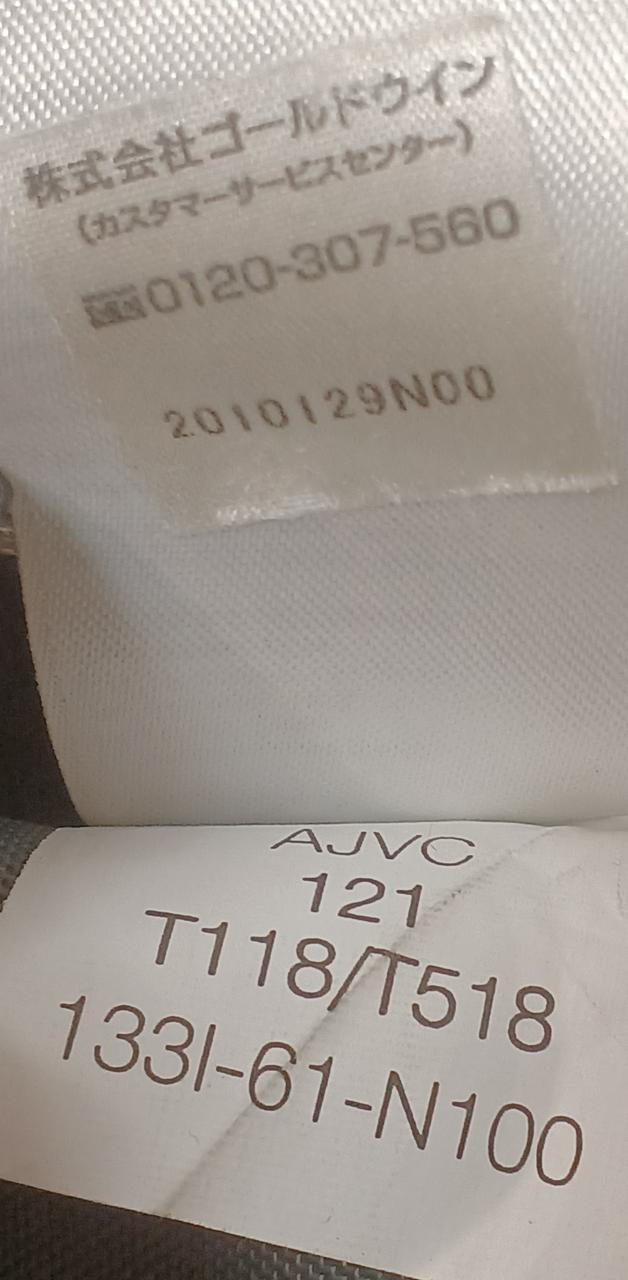 株式会社ゴールドウイン
(カスタマーサービスセンター)
0120-307-560
2010129N00
AJVC
121
T118/T518
133I-61-N100